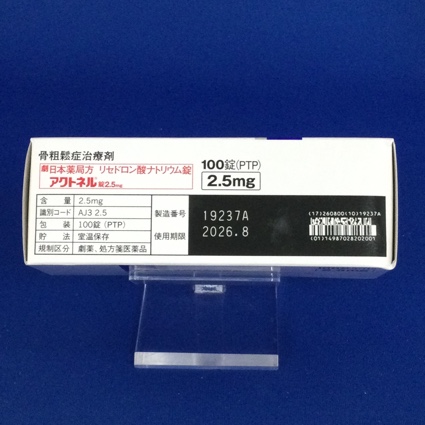 骨粗鬆症治療剤
劇 日本薬局方 リセドロン酸ナトリウム錠
アクトネル錠2.5mg
100錠(PTP)
2.5mg
含 量 2.5mg
識別コード AJ3 2.5
包 装 100錠(PTP)
貯 法 室温保存
規制区分 劇薬、処方箋医薬品
製造番号 19237A
使用期限 2026.8
(17)260800(10)19237A
(01)14987028202001